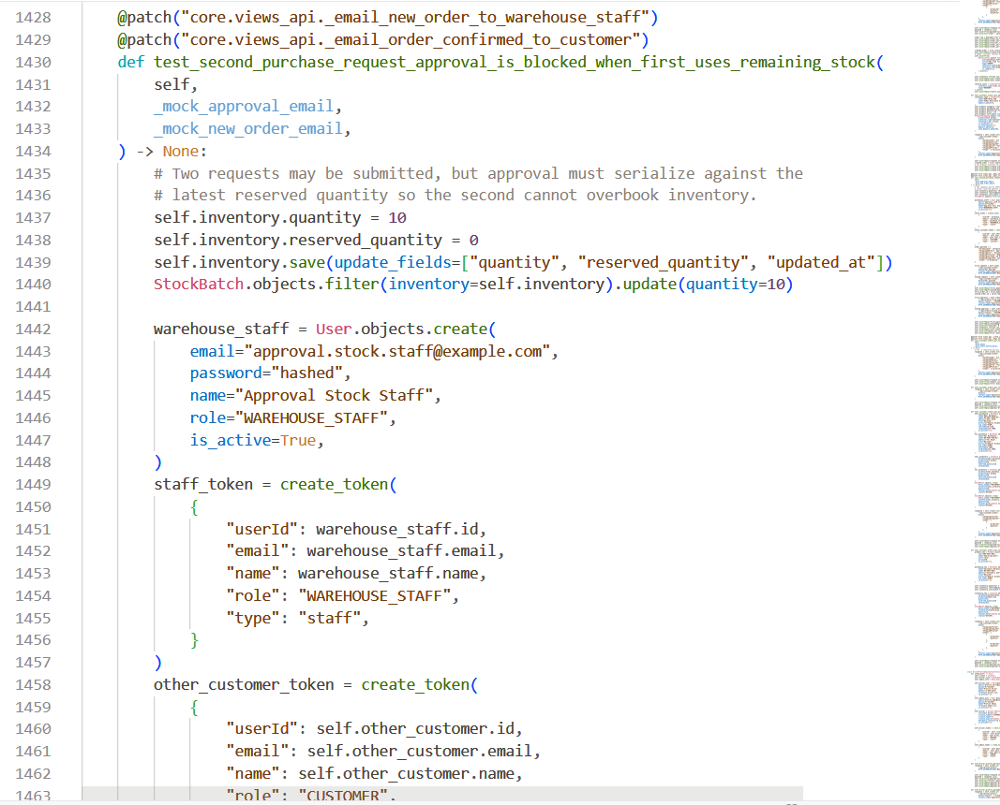 1428 @patch("core.views_api._email_new_order_to_warehouse_staff")
1429 @patch("core.views_api._email_order_confirmed_to_customer")
1430 def test_second_purchase_request_approval_is_blocked_when_first_uses_remaining_stock(
1431 self,
1432 _mock_approval_email,
1433 _mock_new_order_email,
1434 ) -> None:
1435 # Two requests may be submitted, but approval must serialize against the
1436 # latest reserved quantity so the second cannot overbook inventory.
1437 self.inventory.quantity = 10
1438 self.inventory.reserved_quantity = 0
1439 self.inventory.save(update_fields=["quantity", "reserved_quantity", "updated_at"])
1440 StockBatch.objects.filter(inventory=self.inventory).update(quantity=10)
1441
1442 warehouse_staff = User.objects.create(
1443 email="approval.stock.staff@example.com",
1444 password="hashed",
1445 name="Approval Stock Staff",
1446 role="WAREHOUSE_STAFF",
1447 is_active=True,
1448 )
1449 staff_token = create_token(
1450 {
1451 "userId": warehouse_staff.id,
1452 "email": warehouse_staff.email,
1453 "name": warehouse_staff.name,
1454 "role": "WAREHOUSE_STAFF",
1455 "type": "staff",
1456 }
1457 )
1458 other_customer_token = create_token(
1459 {
1460 "userId": self.other_customer.id,
1461 "email": self.other_customer.email,
1462 "name": self.other_customer.name,
1463 "role": "CUSTOMER",